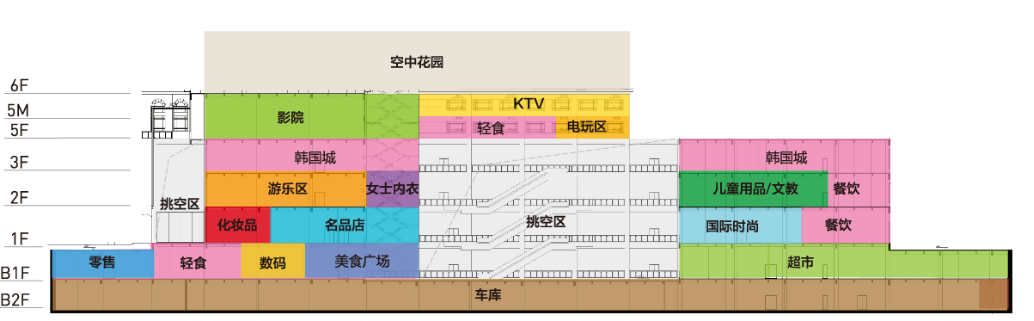 空中花园
6F
5M
KTV
影院
5F
轻食
电玩区
韩国城
韩国城
3F
游乐区
女士内衣
儿童用品/文教
餐饮
2F
挑空区
化妆品
名品店
挑空区
国际时尚
餐饮
1F
零售
轻食
数码
美食广场
超市
B1F
车库
B2F